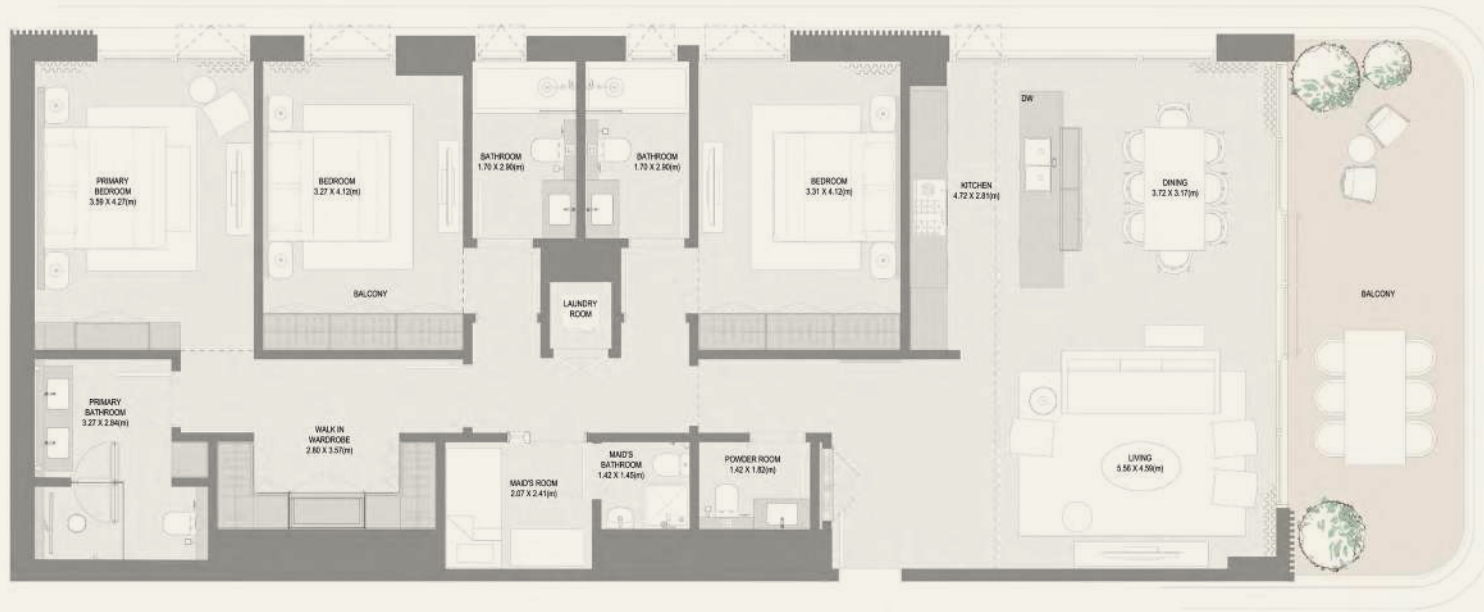 DW
BATHROOM
1.70 X 2.90(m)
BATHROOM
1.70 X 2.90(m)
PRIMARY
BEDROOM
3.59 X 4.27(m)
BEDROOM
3.27 X 4.12(m)
BEDROOM
3.31 X 4.12(m)
KITCHEN
4.72 X 2.81(m)
DINING
3.72 X 3.17(m)
BALCONY
BALCONY
LAUNDRY
ROOM
PRIMARY
BATHROOM
3.27 X 2.84(m)
WALK IN
WARDROBE
2.80 X 3.57(m)
MAID'S
BATHROOM
1.42 X 1.45(m)
POWDER ROOM
1.42 X 1.82(m)
LIVING
5.56 X 4.59(m)
MAID'S ROOM
2.07 X 2.41(m)